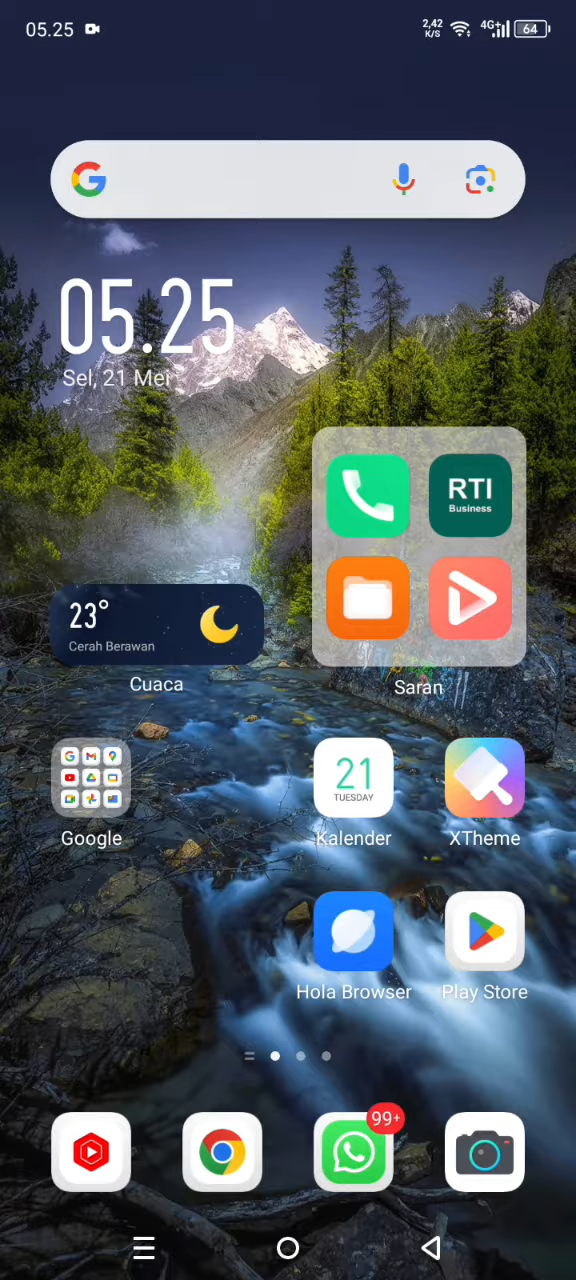 05.25
2,42
K/S
4G+
64
05.25
Sel, 21 Mei
RTI
Business
23°
Cerah Berawan
Cuaca
Saran
21
TUESDAY
Google
Kalender
XTheme
Hola Browser
Play Store
99+